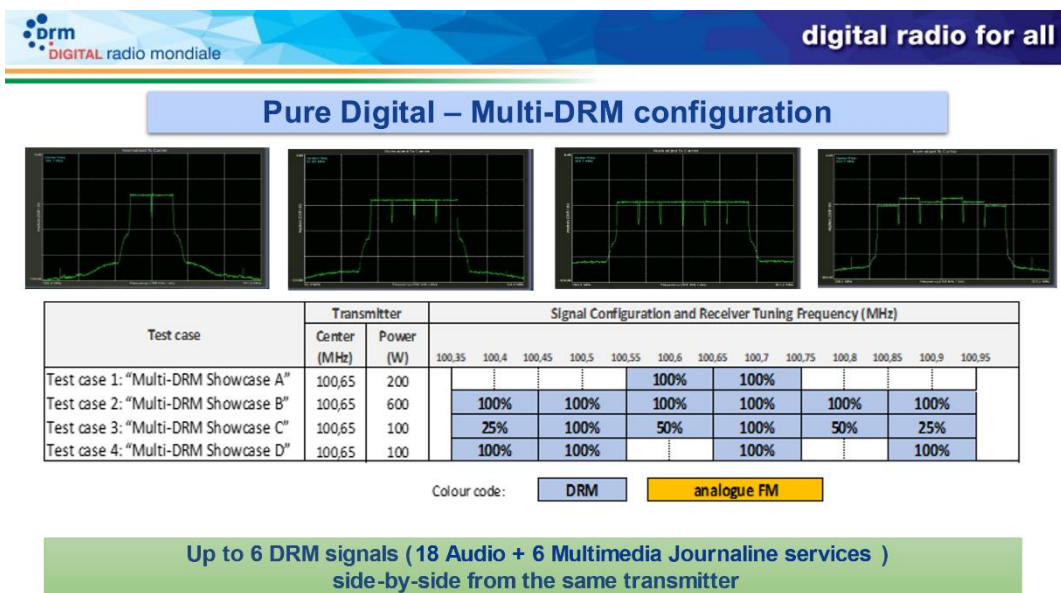 DRM
DIGITAL radio mondiale
digital radio for all
Pure Digital – Multi-DRM configuration
Test case
Transmitter
Signal Configuration and Receiver Tuning Frequency (MHz)
Center (MHz)
Power (W)
100,35 100,4 100,45 100,5 100,55 100,6 100,65 100,7 100,75 100,8 100,85 100,9 100,95
Test case 1: “Multi-DRM Showcase A” 100,65 200 100% 100%
Test case 2: “Multi-DRM Showcase B” 100,65 600 100% 100% 100% 100% 100% 100%
Test case 3: “Multi-DRM Showcase C” 100,65 100 25% 100% 50% 100% 50% 25%
Test case 4: “Multi-DRM Showcase D” 100,65 100 100% 100% 100% 100%
Colour code: DRM analogue FM
Up to 6 DRM signals (18 Audio + 6 Multimedia Journaline services )
side-by-side from the same transmitter